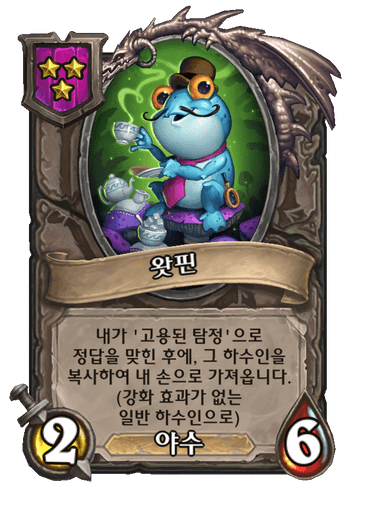 왓핀
내가 '고용된 탐정'으로
정답을 맞힌 후에, 그 하수인을
복사하여 내 손으로 가져옵니다.
(강화 효과가 없는
일반 하수인으로)
2
야수
6